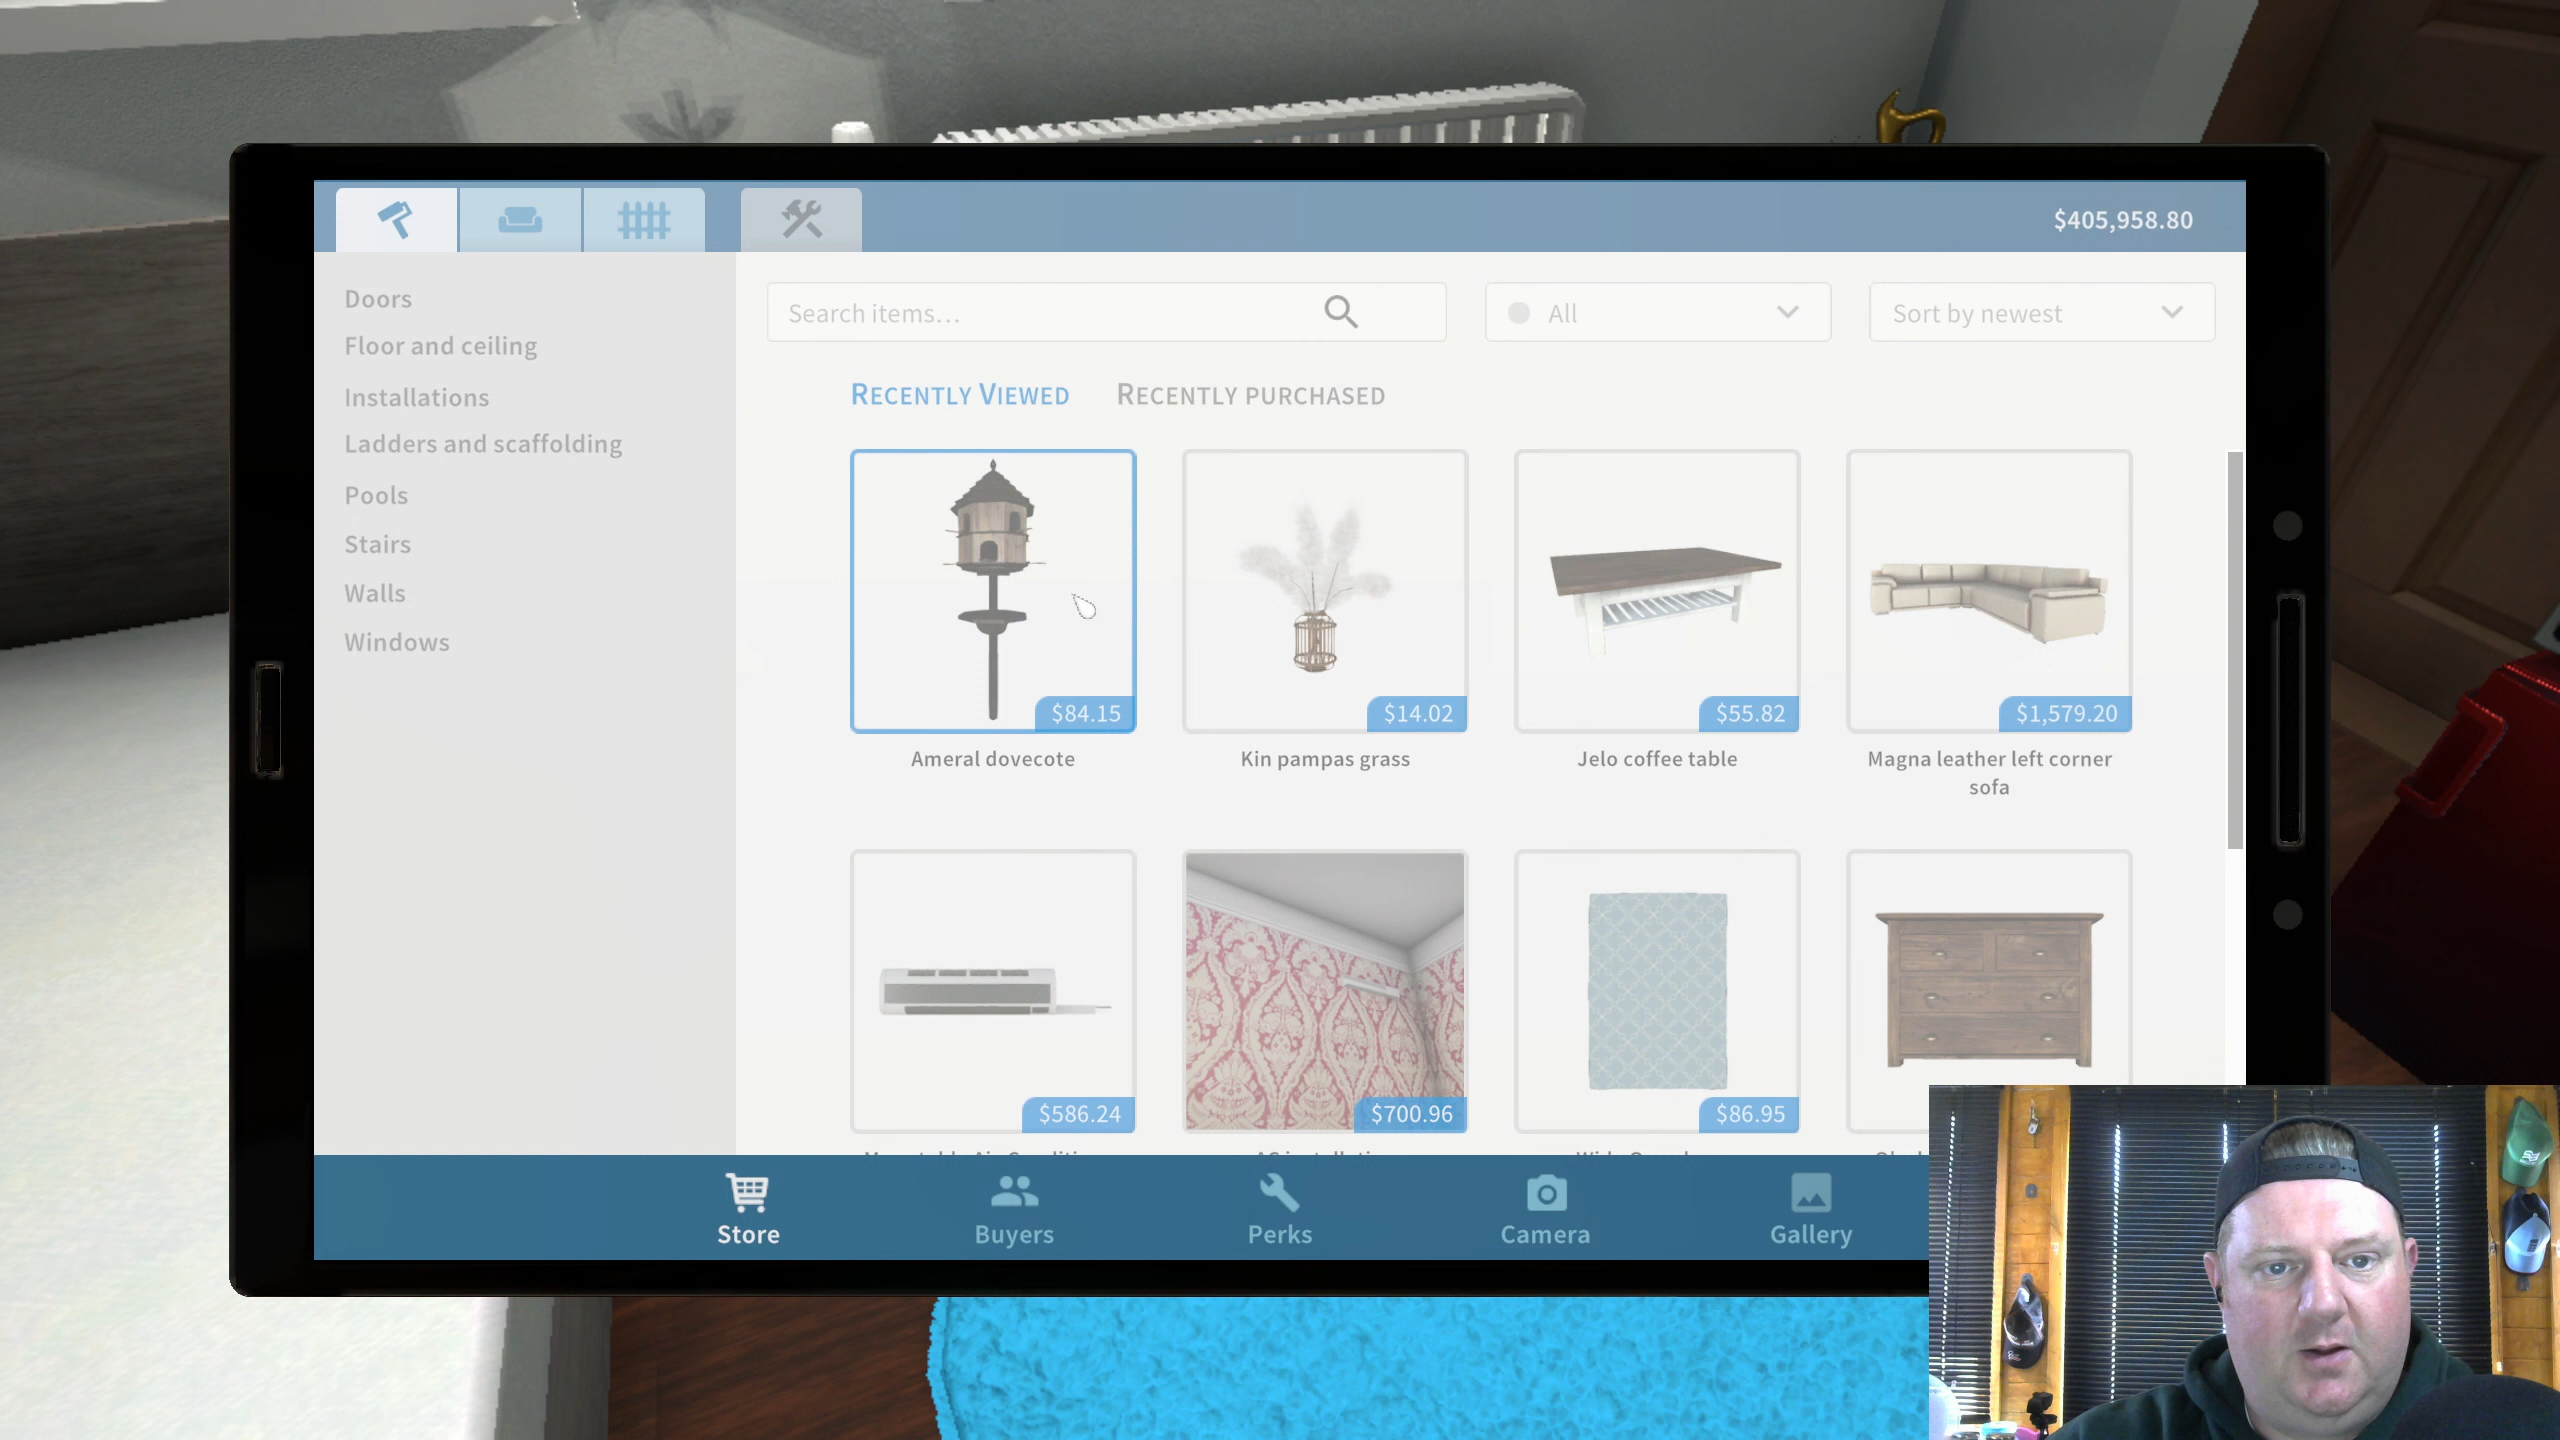 $405,958.80
Doors
Floor and ceiling
Installations
Ladders and scaffolding
Pools
Stairs
Walls
Windows
Search items...
All
Sort by newest
RECENTLY VIEWED
RECENTLY PURCHASED
$84.15
$14.02
$55.82
$1,579.20
Ameral dovecote
Kin pampas grass
Jelo coffee table
Magna leather left corner
sofa
$586.24
$700.96
$86.95
Store
Buyers
Perks
Camera
Gallery